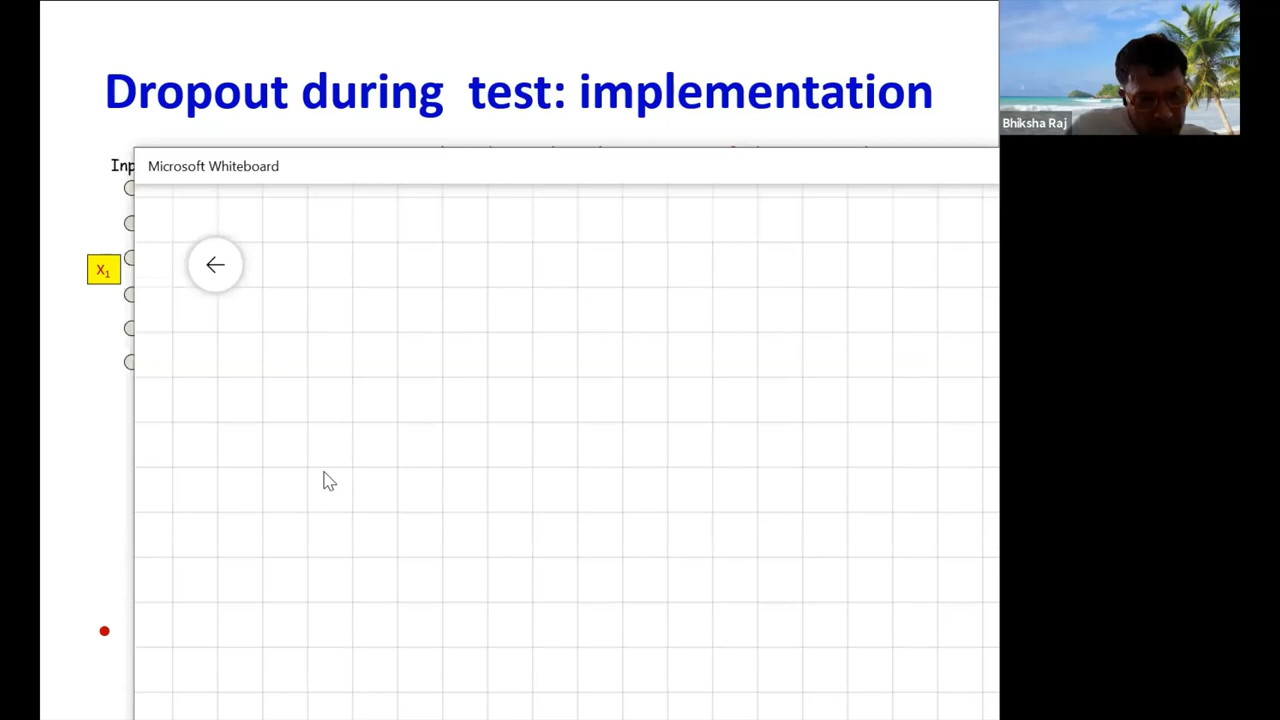 Dropout during test: implementation
Bhiksha Raj
Inp
Microsoft Whiteboard
X₁